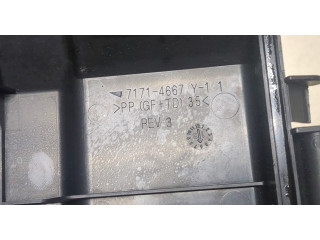 7171-4667 Y-1 1
>PP (GF+TD) 35<
REV 3